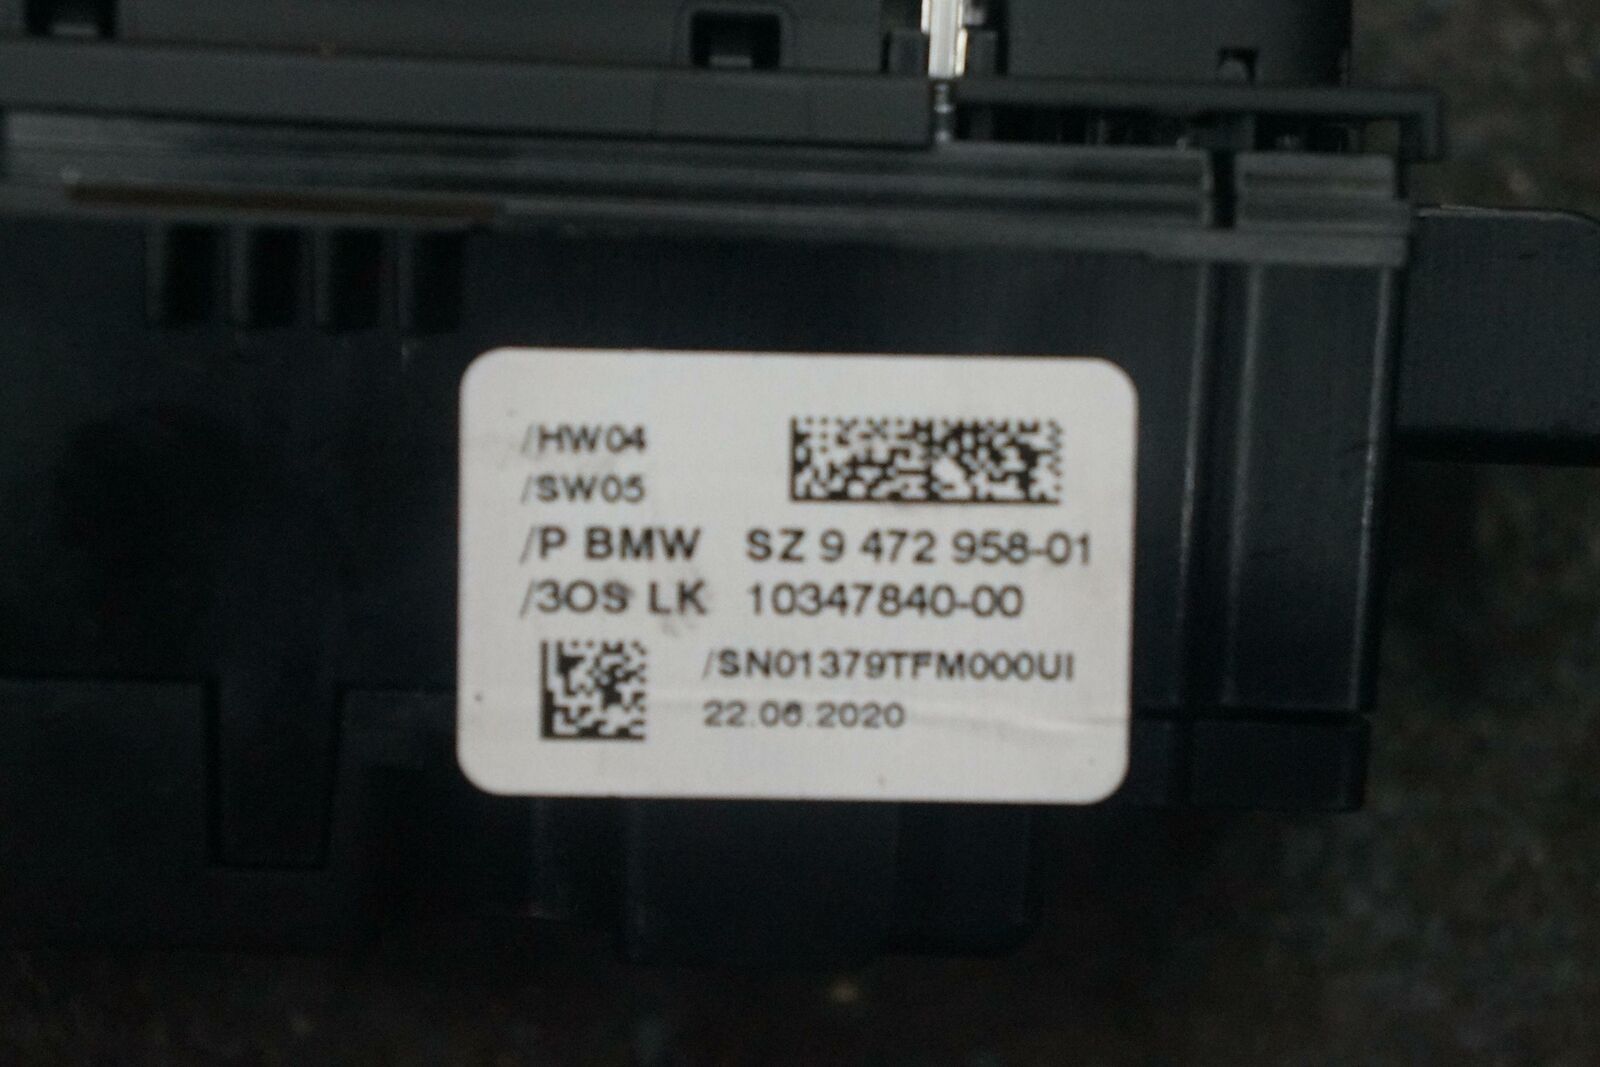 /HW04
/SW05
/P BMW SZ 9 472 958-01
/3OS LK 10347840-00
/SN01379TFM000UI
22.06.2020